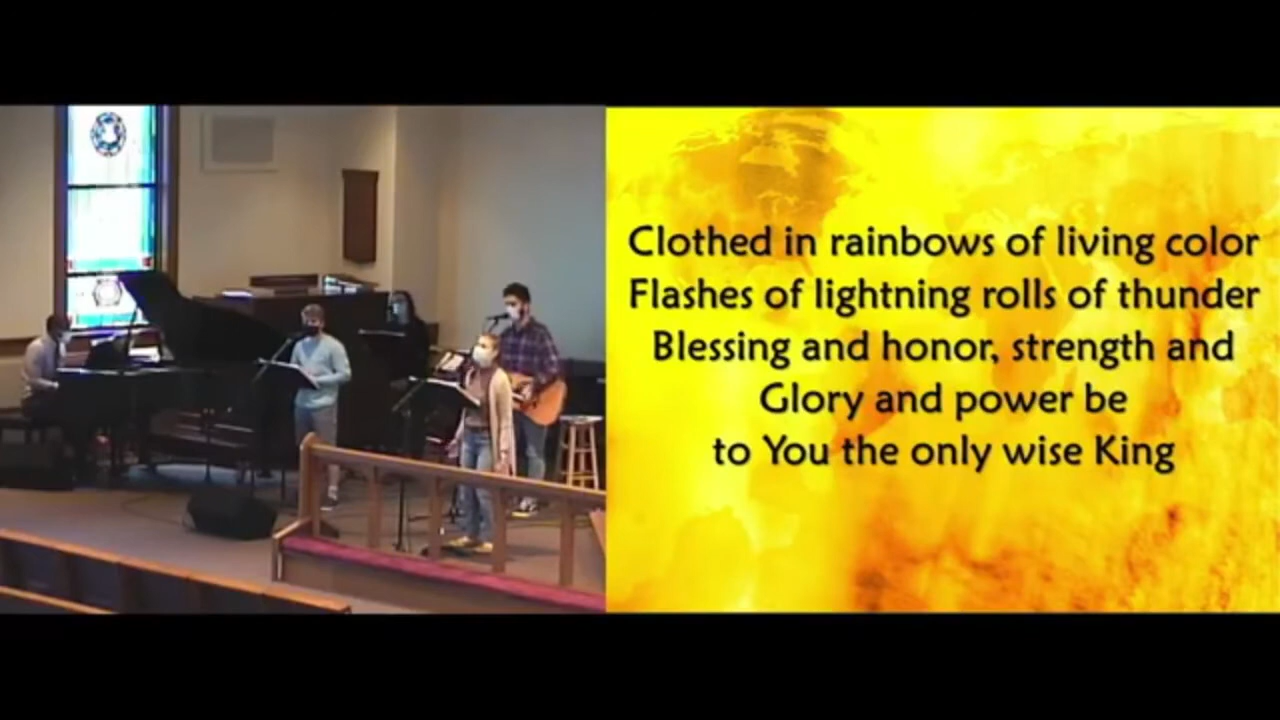 Clothed in rainbows of living color
Flashes of lightning rolls of thunder
Blessing and honor, strength and
Glory and power be
to You the only wise King